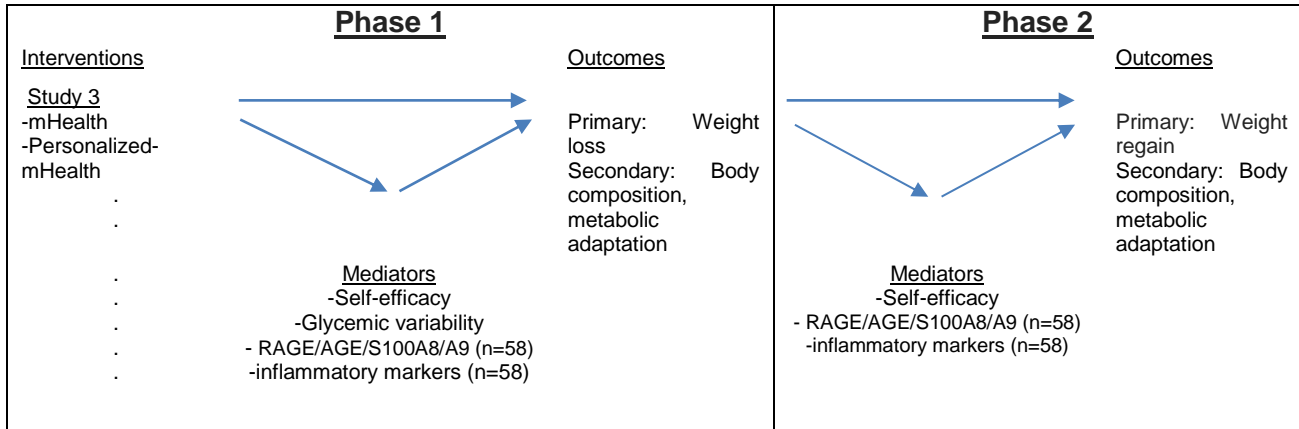 Phase 1
Interventions
Outcomes
Study 3
-mHealth
-Personalized-
mHealth
.
.
.
.
.
.
.
Primary: Weight
loss
Secondary: Body
composition,
metabolic
adaptation
Mediators
-Self-efficacy
-Glycemic variability
- RAGE/AGE/S100A8/A9 (n=58)
-inflammatory markers (n=58)
Phase 2
Outcomes
Primary: Weight
regain
Secondary: Body
composition,
metabolic
adaptation
Mediators
-Self-efficacy
- RAGE/AGE/S100A8/A9 (n=58)
-inflammatory markers (n=58)